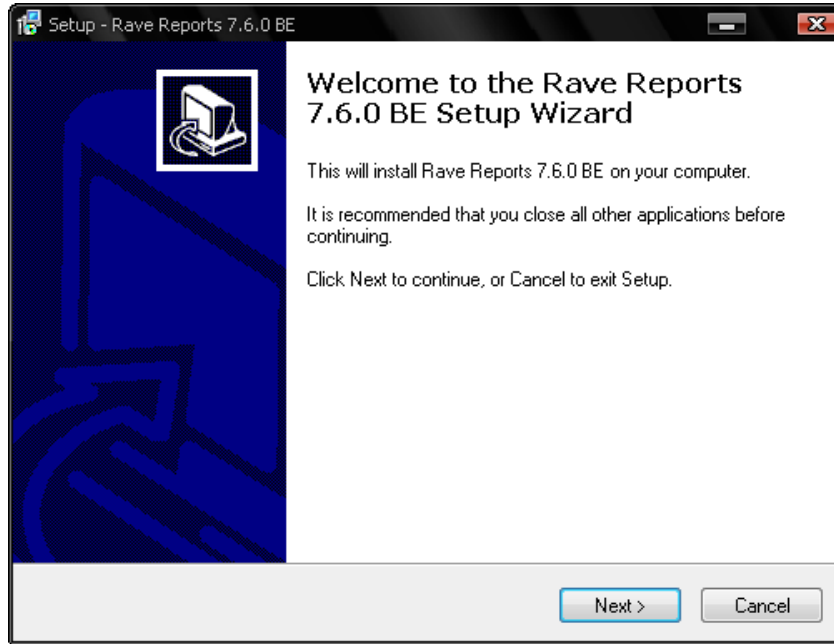 Setup - Rave Reports 7.6.0 BE
Welcome to the Rave Reports
7.6.0 BE Setup Wizard
This will install Rave Reports 7.6.0 BE on your computer.
It is recommended that you close all other applications before
continuing.
Click Next to continue, or Cancel to exit Setup.
Next >
Cancel